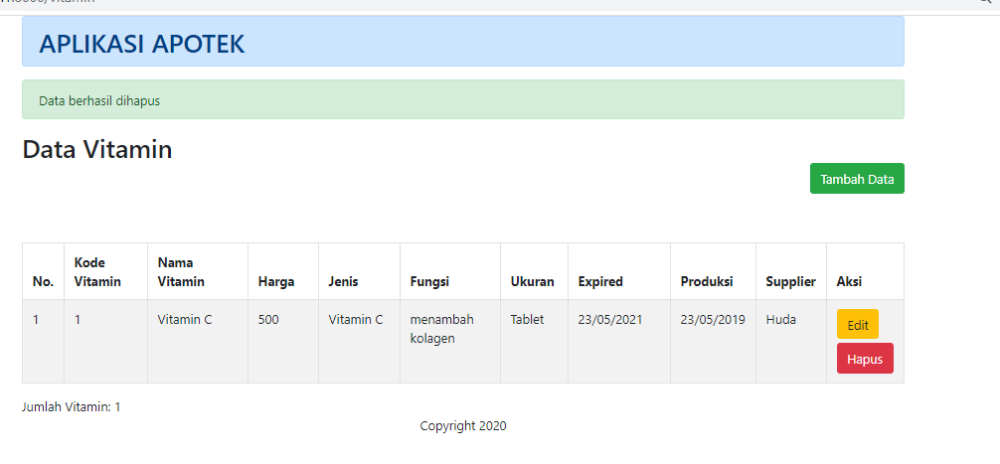 APLIKASI APOTEK
Data berhasil dihapus
Data Vitamin
Tambah Data
No. Kode Vitamin Nama Vitamin Harga Jenis Fungsi Ukuran Expired Produksi Supplier Aksi
1 1 Vitamin C 500 Vitamin C menambah kolagen Tablet 23/05/2021 23/05/2019 Huda Edit
Hapus
Jumlah Vitamin: 1
Copyright 2020